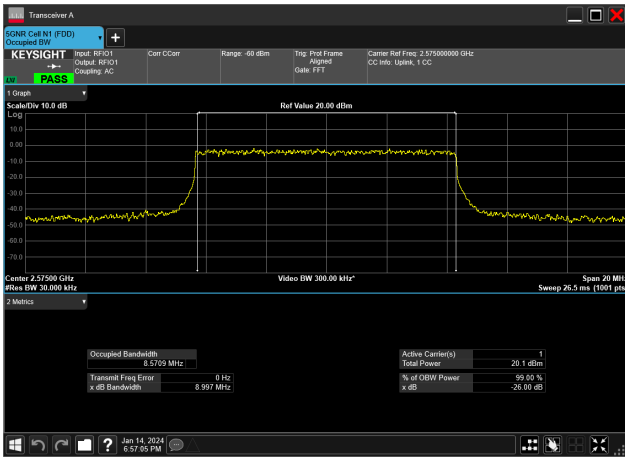 Transceiver A
5GNR Cell N1 (FDD)
Occupied BW
KEYSIGHT
Input: RFIO1
Output: RFIO1
Coupling: AC
Corr CCorr
Range: -60 dBm
Trig: Prot Frame
Aligned
Gate: FFT
Carrier Ref Freq: 2.575000000 GHz
CC Info: Uplink, 1 CC
PASS
1 Graph
Scale/Div 10.0 dB
Ref Value 20.00 dBm
Log
10.0
0.00
-10.0
-20.0
-30.0
-40.0
-50.0
-60.0
-70.0
Center 2.57500 GHz
Video BW 300.00 kHz*
Span 20 MHz
#Res BW 30.000 kHz
Sweep 26.5 ms (1001 pts)
2 Metrics
Occupied Bandwidth
8.5709 MHz
Transmit Freq Error 0 Hz
x dB Bandwidth 8.997 MHz
Active Carrier(s) 1
Total Power 20.1 dBm
% of OBW Power 99.00 %
x dB -26.00 dB
Jan 14, 2024
6:57:05 PM